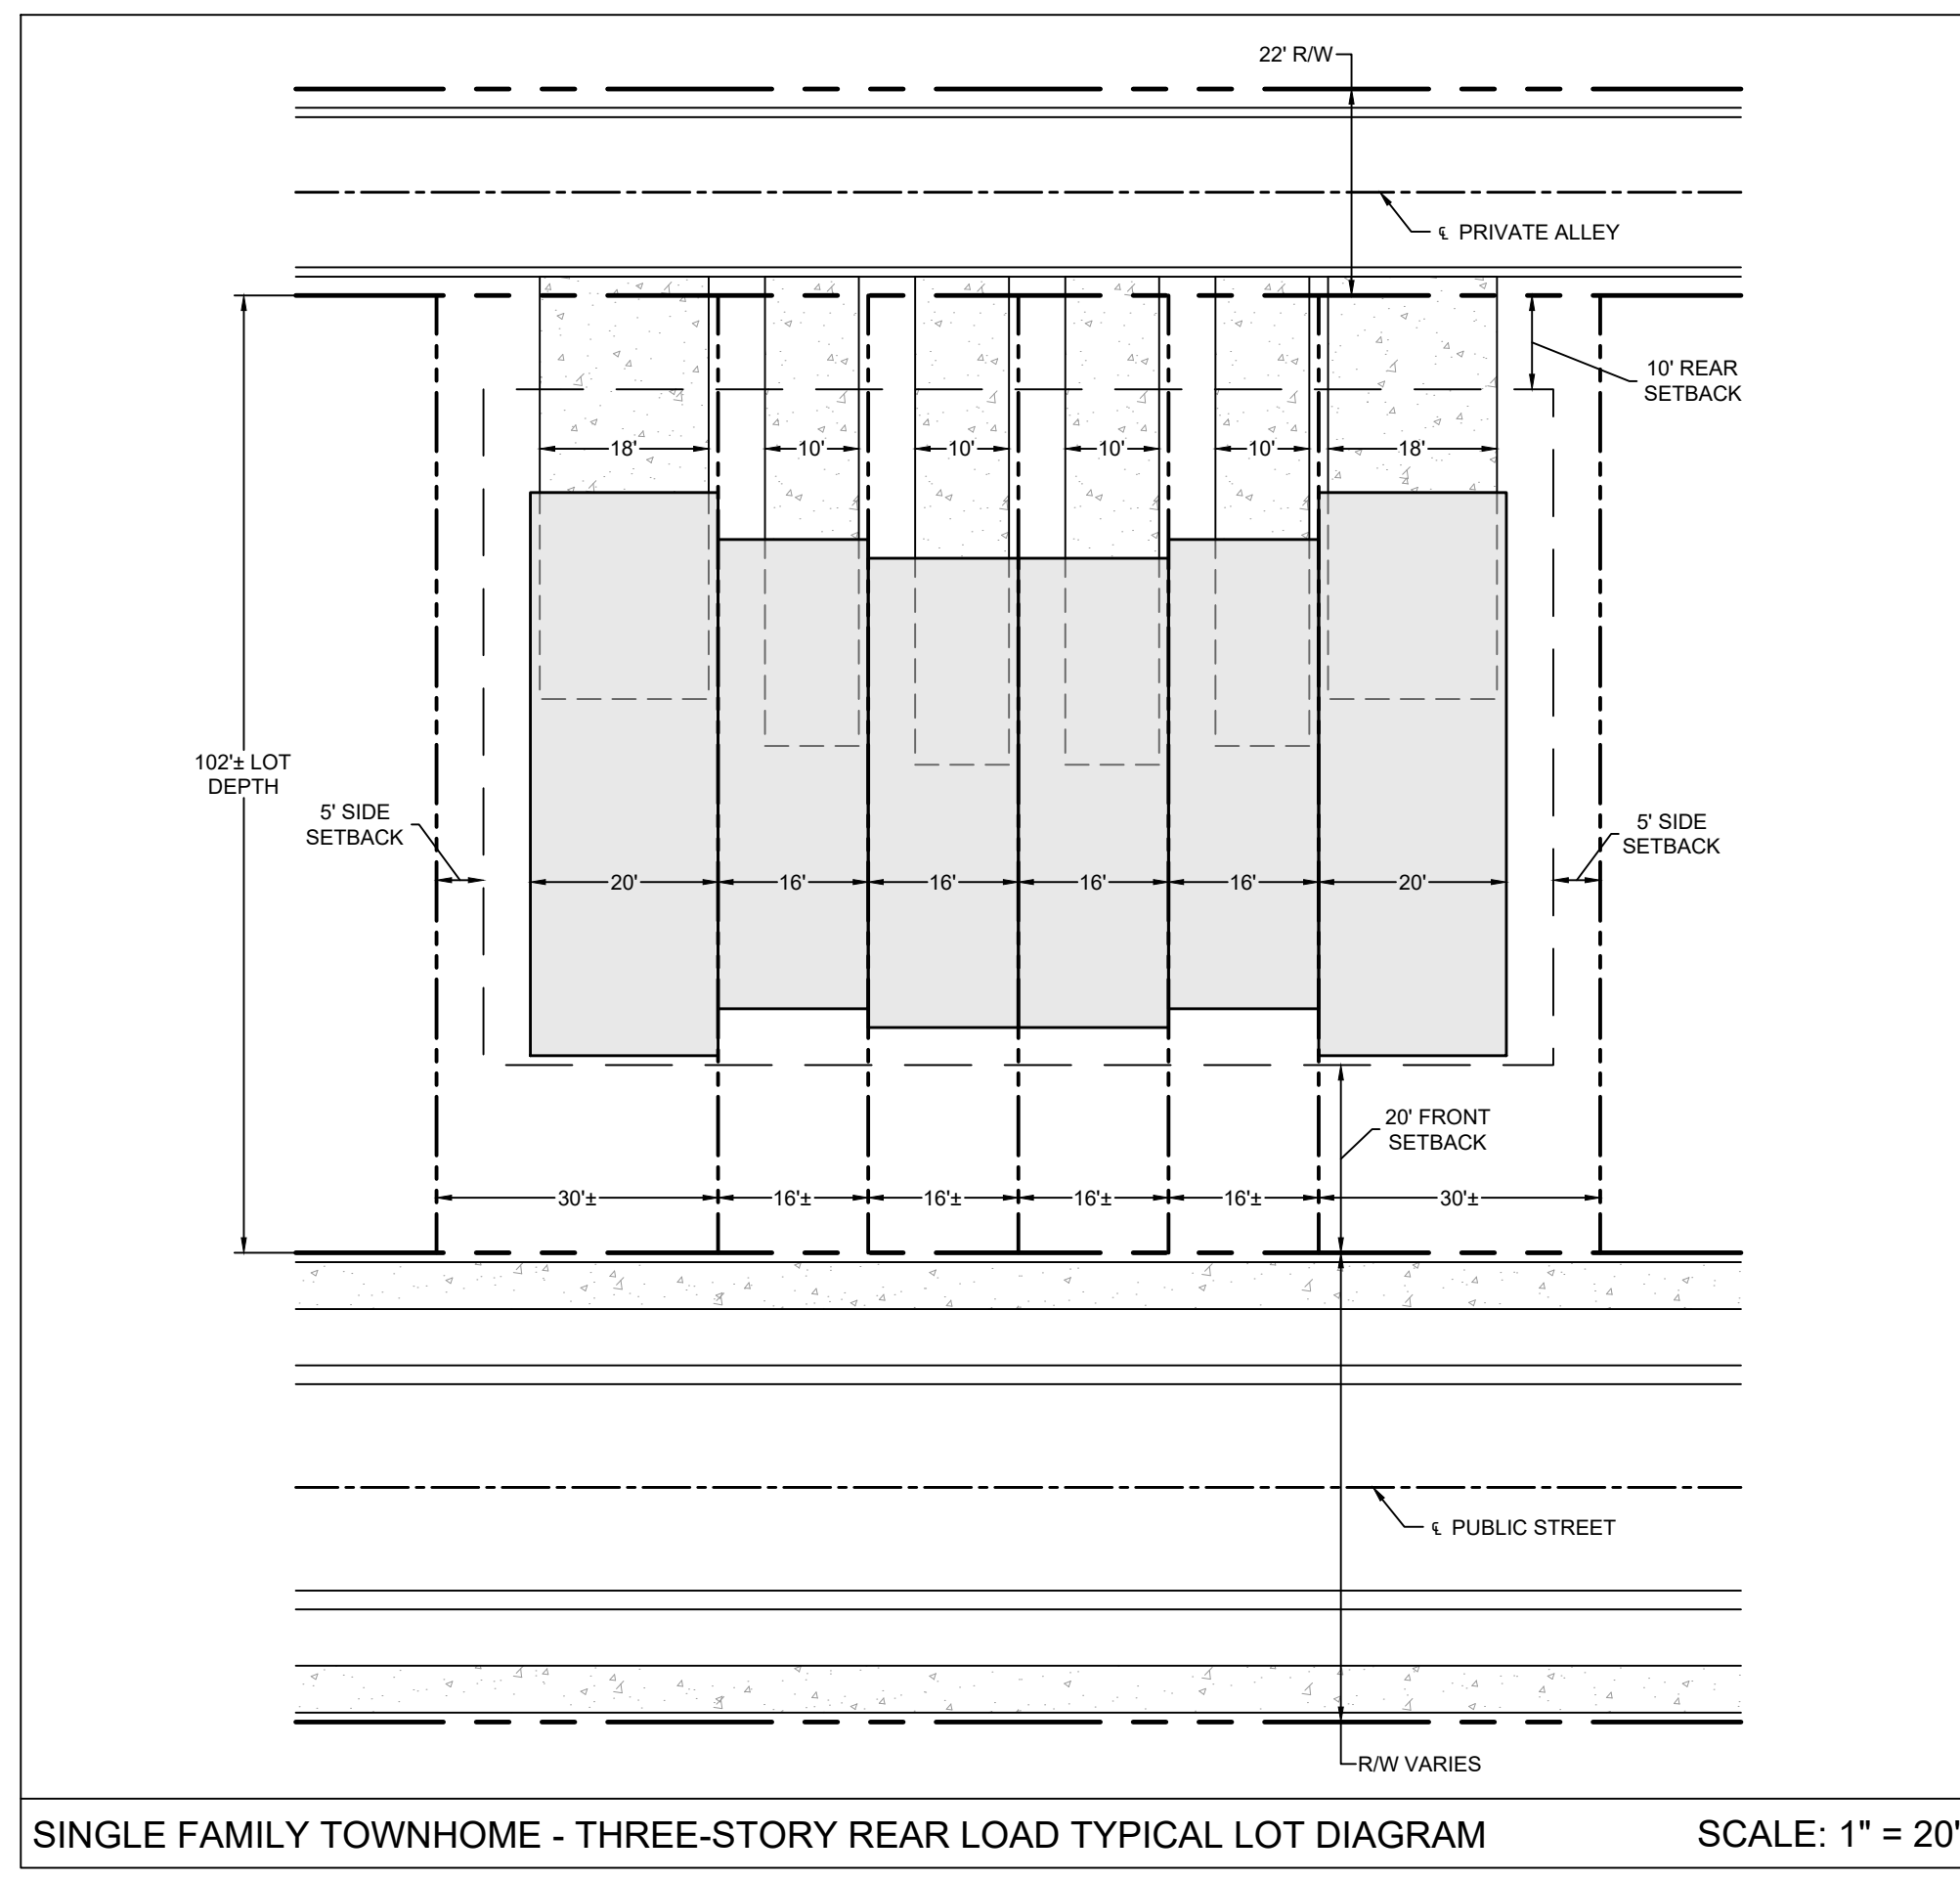 22' R/W
℄ PRIVATE ALLEY
10' REAR
SETBACK
18'
10'
10'
10'
10'
18'
102'± LOT
DEPTH
5' SIDE
SETBACK
5' SIDE
SETBACK
20'
16'
16'
16'
16'
20'
20' FRONT
SETBACK
30'±
16'±
16'±
16'±
16'±
30'±
℄ PUBLIC STREET
R/W VARIES
SINGLE FAMILY TOWNHOME - THREE-STORY REAR LOAD TYPICAL LOT DIAGRAM
SCALE: 1" = 20'